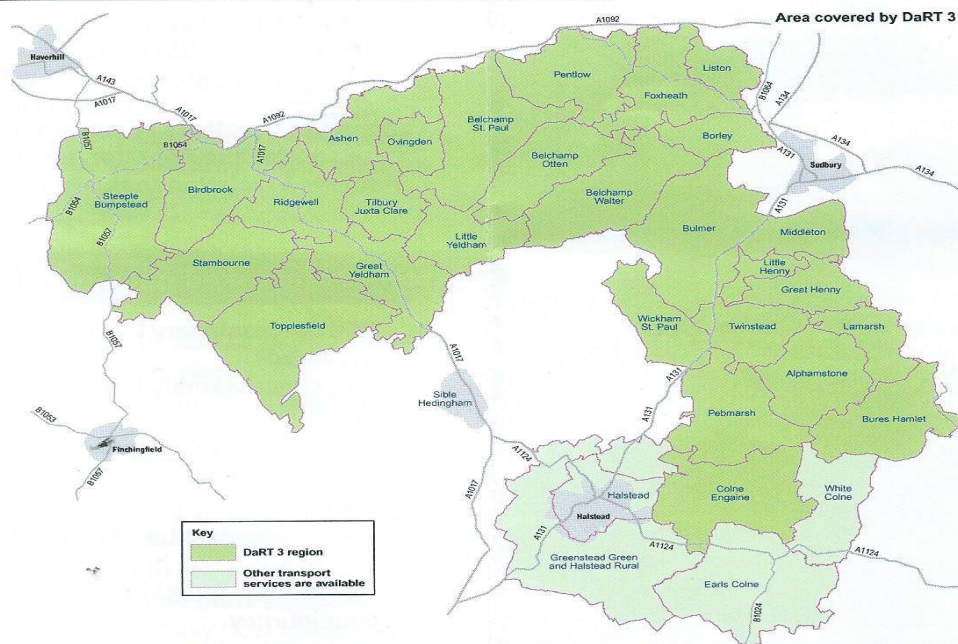 Area covered by DaRT 3
A1092
Haverhill
A143
A1017
A1017
A1092
B1057
B1054
A1017
Pentlow
Liston
Foxheath
B1064
A134
Ashen
Ovingden
Belchamp
St. Paul
Borley
A131
A134
Sudbury
A134
Steeple
Bumpstead
B1054
B1057
Birdbrook
Ridgewell
Tilbury
Juxta Clare
Belchamp
Otten
Belchamp
Walter
A131
Little
Yeldham
Bulmer
Middleton
Stambourne
Great
Yeldham
Little
Henny
Great Henny
Topplesfield
Wickham
St. Paul
Twinstead
Lamarsh
B1057
A1017
Alphamstone
A131
Sible
Hedingham
A131
Pebmarsh
Bures Hamlet
B1053
Finchingfield
B1057
A1124
A1017
Halstead
Halstead
Colne
Engaine
White
Colne
A131
A1124
A1124
Greenstead Green
and Halstead Rural
Earls Colne
B1024
Key
DaRT 3 region
Other transport
services are available